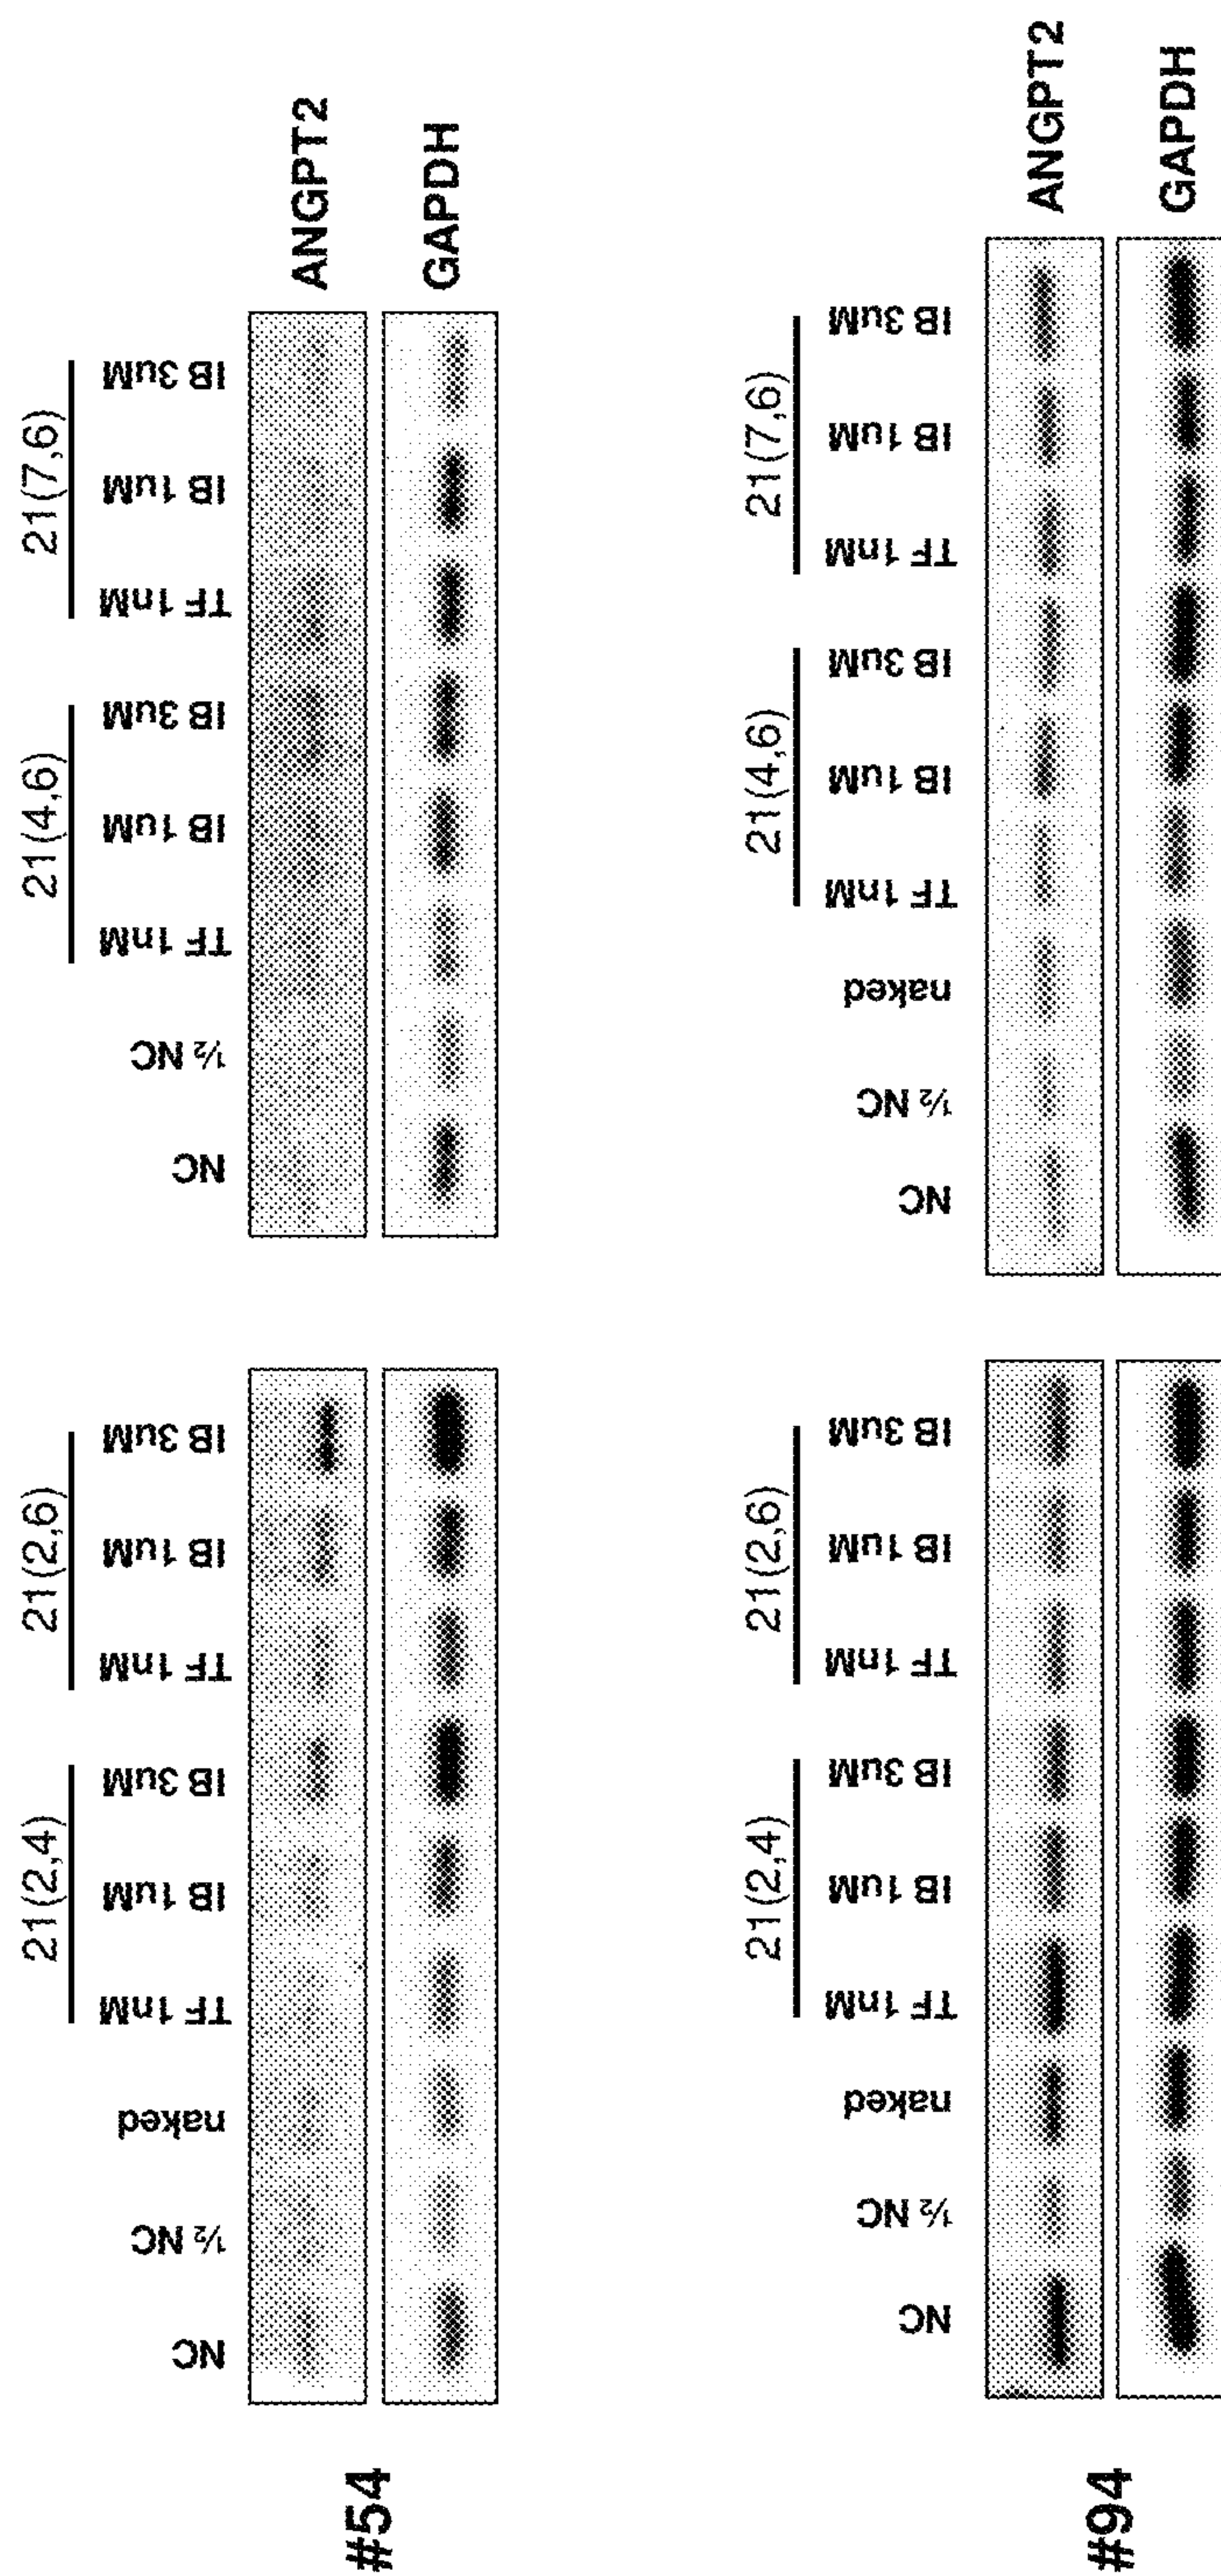 #54
21(2,4)
21(2,6)
NC
½ NC
naked
TF 1nM
IB 1uM
IB 3uM
TF 1nM
IB 1uM
IB 3uM
21(4,6)
21(7,6)
NC
½ NC
TF 1nM
IB 1uM
IB 3uM
TF 1nM
IB 1uM
IB 3uM
ANGPT2
GAPDH
#94
21(2,4)
21(2,6)
NC
½ NC
naked
TF 1nM
IB 1uM
IB 3uM
TF 1nM
IB 1uM
IB 3uM
21(4,6)
21(7,6)
NC
½ NC
naked
TF 1nM
IB 1uM
IB 3uM
TF 1nM
IB 1uM
IB 3uM
ANGPT2
GAPDH